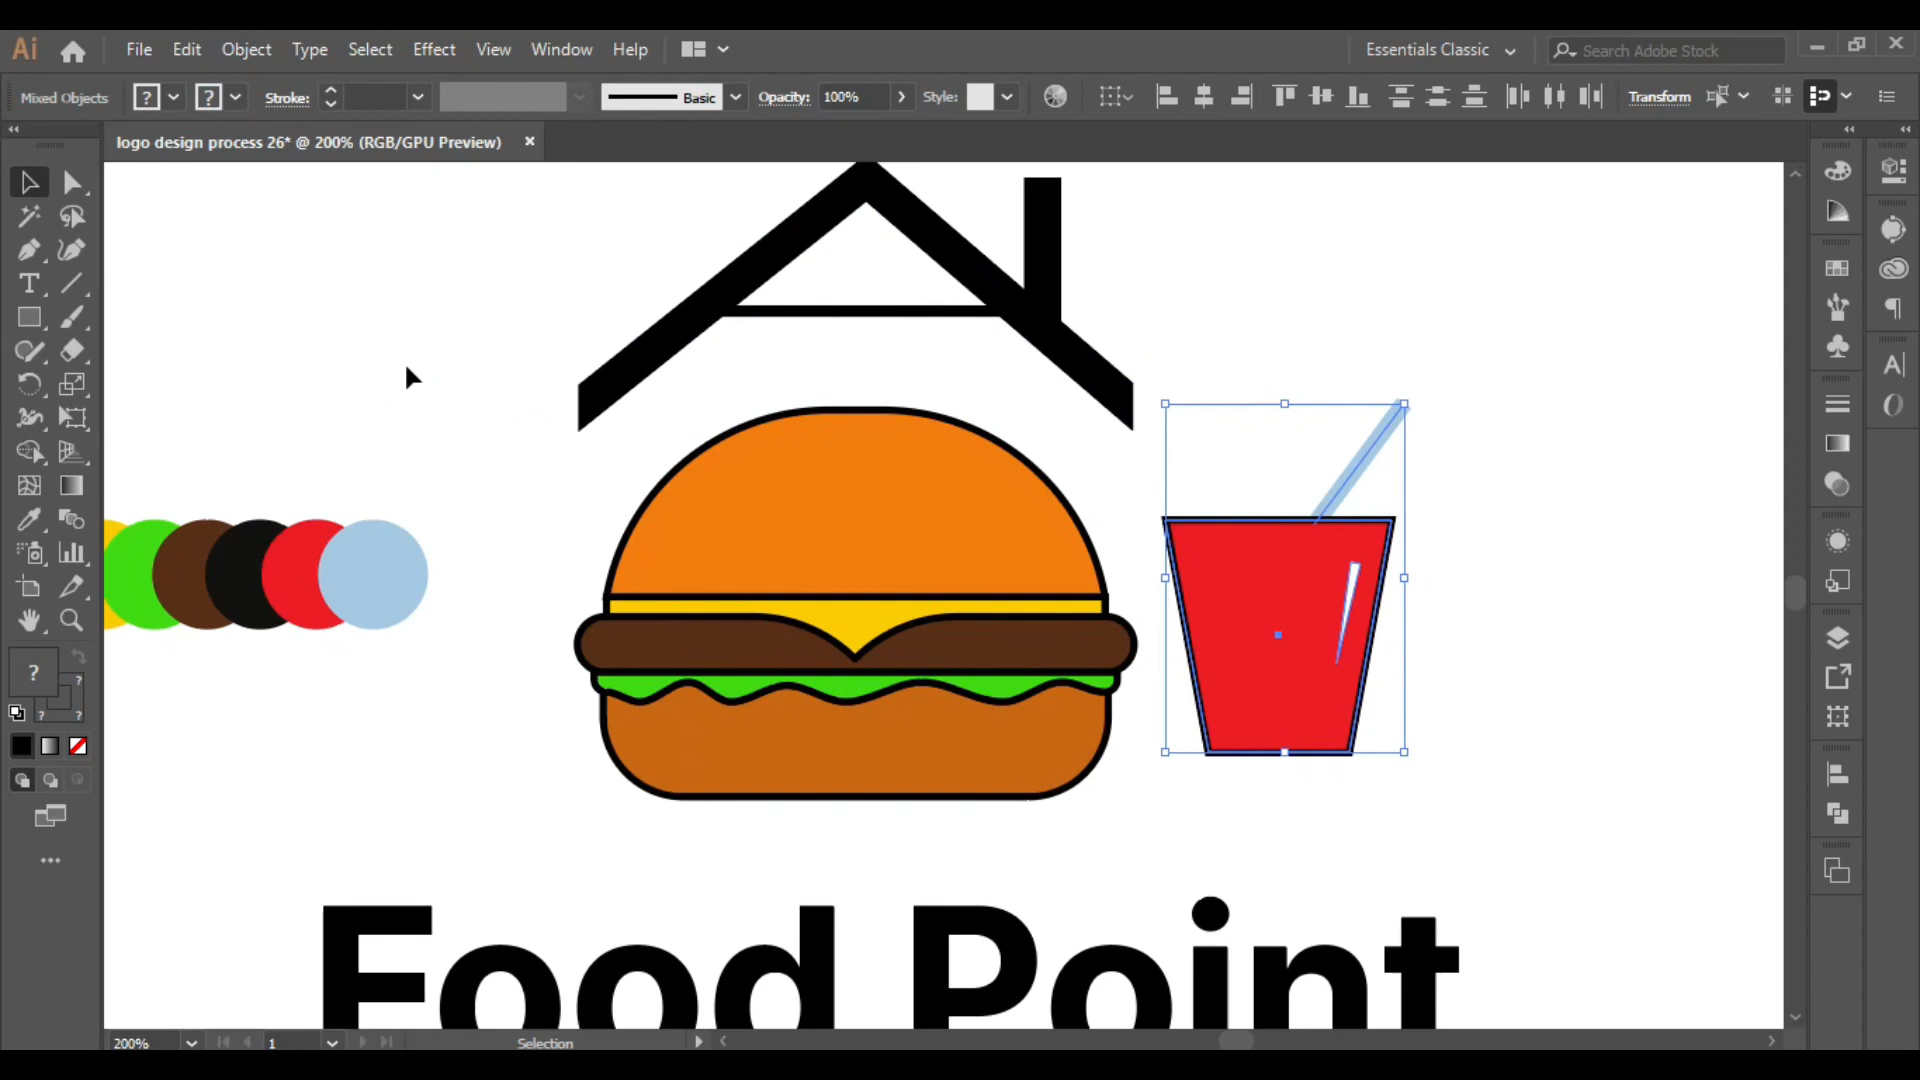 Ai File Edit Object Type Select Effect View Window Help Essentials Classic Search Adobe Stock
Mixed Objects ? ? Stroke: Basic Opacity: 100% Style: Transform
logo design process 26* @ 200% (RGB/GPU Preview)
Food Point
200% 1 Selection